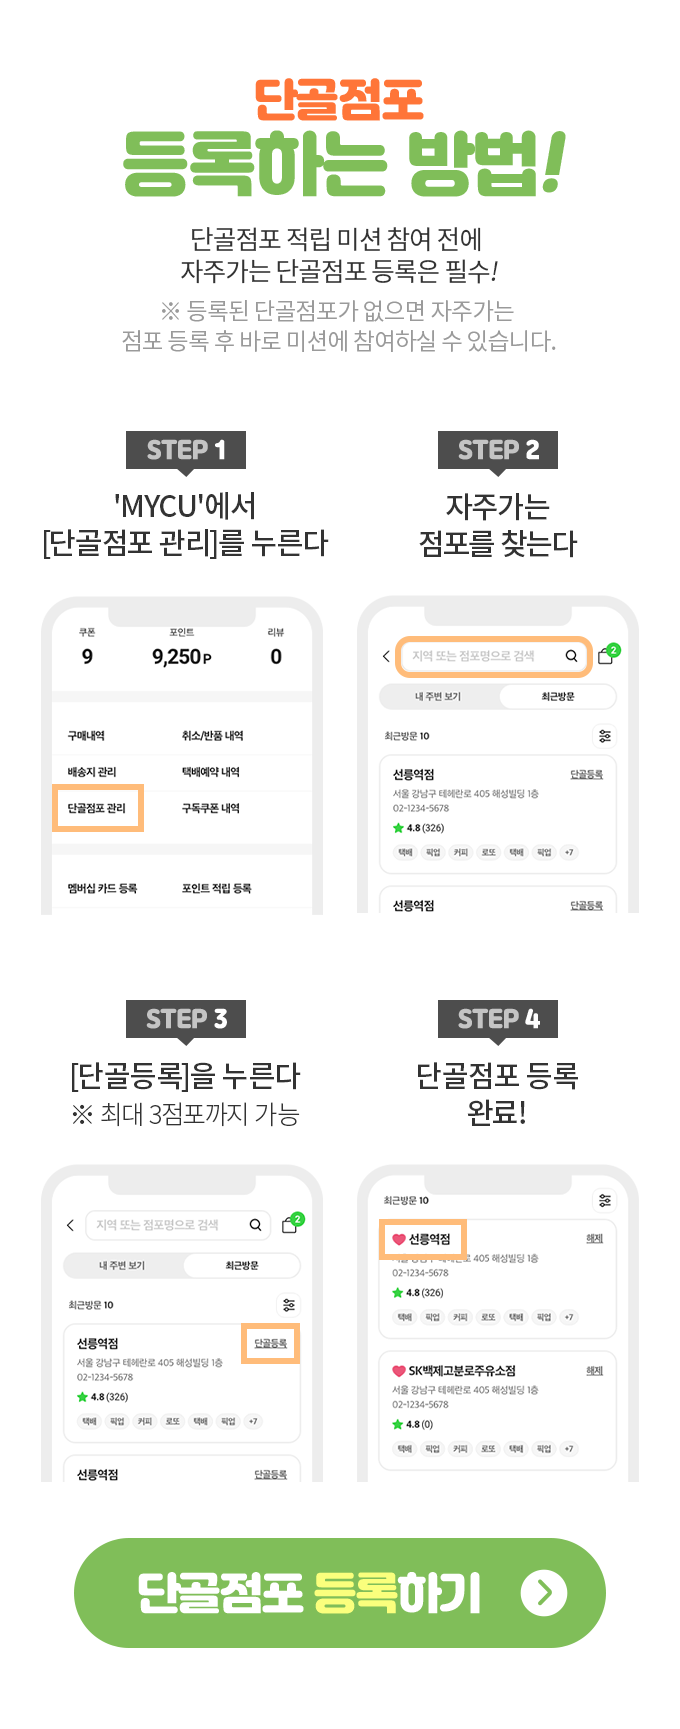 단골점포
등록하는 방법!
단골점포 적립 미션 참여 전에
자주가는 단골점포 등록은 필수!
※ 등록된 단골점포가 없으면 자주가는
점포 등록 후 바로 미션에 참여하실 수 있습니다.
STEP 1
'MYCU'에서
[단골점포 관리]를 누른다
쿠폰 포인트 리뷰
9 9,250P 0
구매내역 취소/반품 내역
배송지 관리 택배예약 내역
단골점포 관리 구독쿠폰 내역
멤버십 카드 등록 포인트 적립 등록
STEP 2
자주가는
점포를 찾는다
지역 또는 점포명으로 검색 2
내 주변 보기 최근방문
최근방문 10
선릉역점 단골등록
서울 강남구 테헤란로 405 해성빌딩 1층
02-1234-5678
4.8 (326)
택배 픽업 커피 로또 택배 픽업 +7
선릉역점 단골등록
STEP 3
[단골등록]을 누른다
※ 최대 3점포까지 가능
지역 또는 점포명으로 검색 2
내 주변 보기 최근방문
최근방문 10
선릉역점 단골등록
서울 강남구 테헤란로 405 해성빌딩 1층
02-1234-5678
4.8 (326)
택배 픽업 커피 로또 택배 픽업 +7
선릉역점 단골등록
STEP 4
단골점포 등록
완료!
최근방문 10
선릉역점 해제
서울 강남구 테헤란로 405 해성빌딩 1층
02-1234-5678
4.8 (326)
택배 픽업 커피 로또 택배 픽업 +7
SK백제고분로주유소점 해제
서울 강남구 테헤란로 405 해성빌딩 1층
02-1234-5678
4.8 (0)
택배 픽업 커피 로또 택배 픽업 +7
단골점포 등록하기